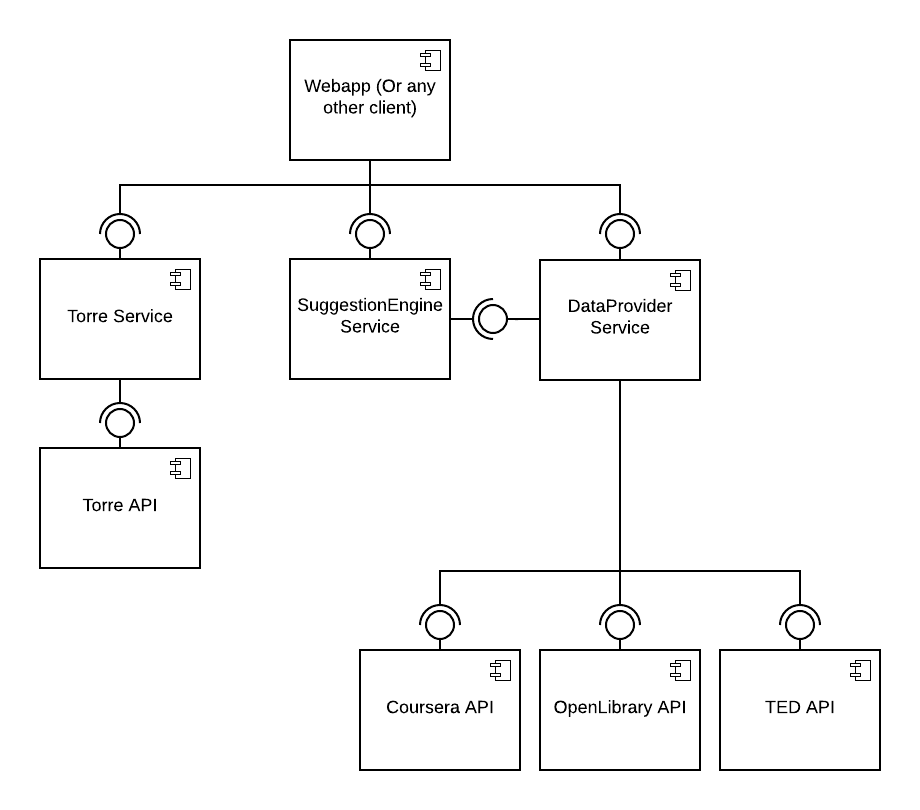 Webapp (Or any
other client)
Torre Service
SuggestionEngine
Service
DataProvider
Service
Torre API
Coursera API
OpenLibrary API
TED API